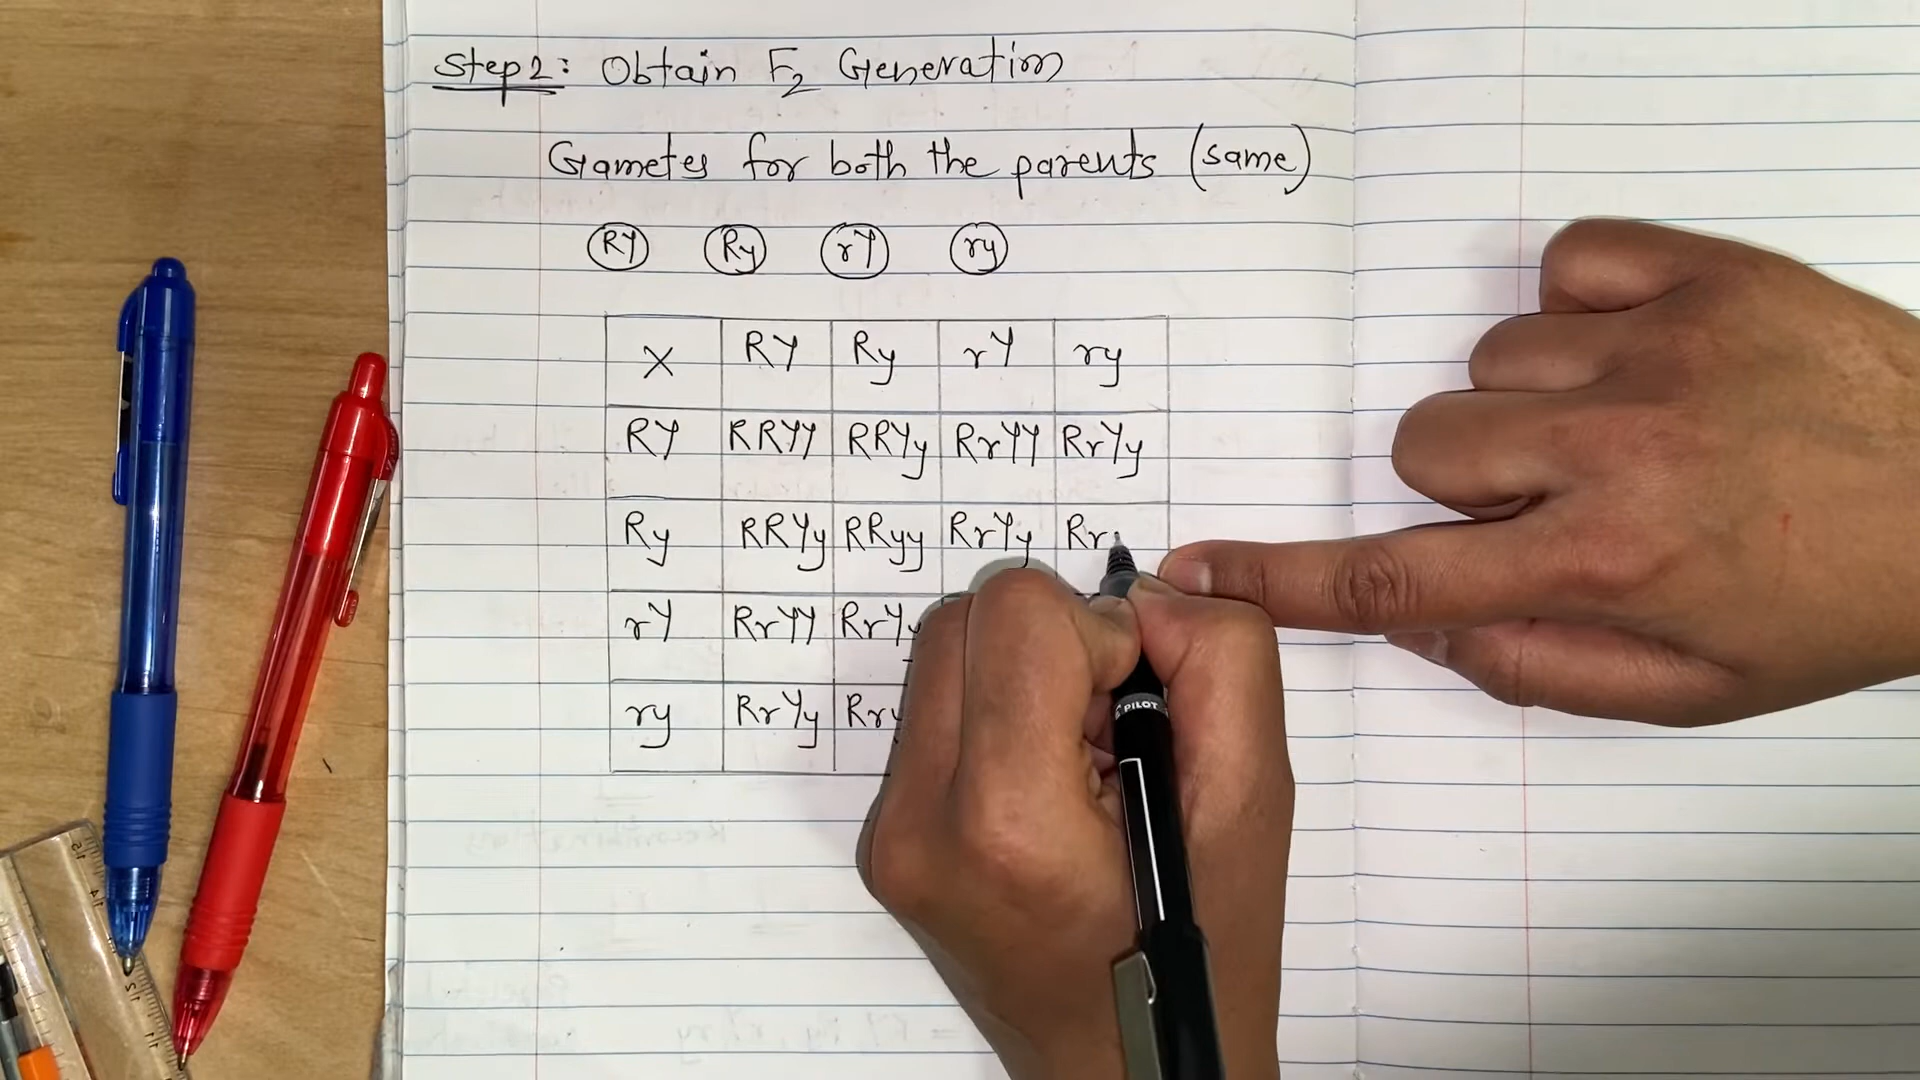 Step 2: Obtain F₂ Generation
Gametes for both the parents (same)
RY Ry rY ry
X RY Ry rY ry
RY RRYY RRYy RrYY RrYy
Ry RRYy RRyy RrYy Rr
rY RrYY RrYy
ry RrYy Rry
PILOT